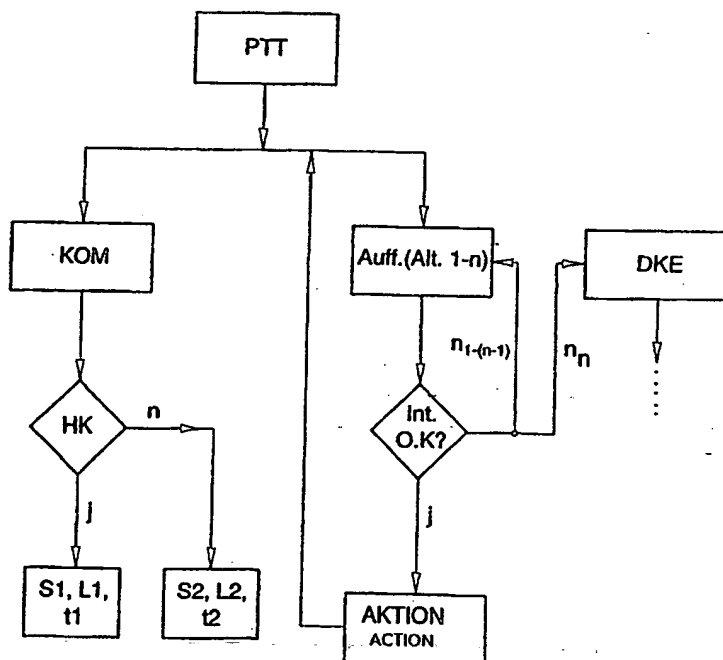 PTT
KOM
Auff.(Alt. 1-n)
DKE
n1-(n-1)
nn
HK
n
Int.
O.K?
j
j
S1, L1,
t1
S2, L2,
t2
AKTION
ACTION